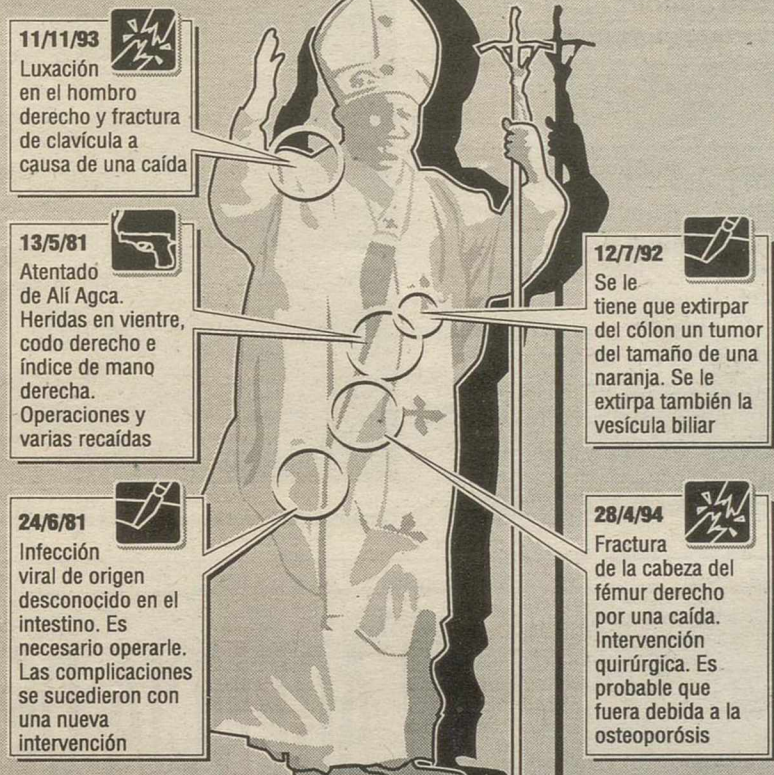 11/11/93
Luxación
en el hombro
derecho y fractura
de clavícula a
causa de una caída
13/5/81
Atentado
de Alí Agca.
Heridas en vientre,
codo derecho e
índice de mano
derecha.
Operaciones y
varias recaídas
24/6/81
Infección
viral de origen
desconocido en el
intestino. Es
necesario operarle.
Las complicaciones
se sucedieron con
una nueva
intervención
12/7/92
Se le
tiene que extirpar
del cólon un tumor
del tamaño de una
naranja. Se le
extirpa también la
vesícula biliar
28/4/94
Fractura
de la cabeza del
fémur derecho
por una caída.
Intervención
quirúrgica. Es
probable que
fuera debida a la
osteoporósis